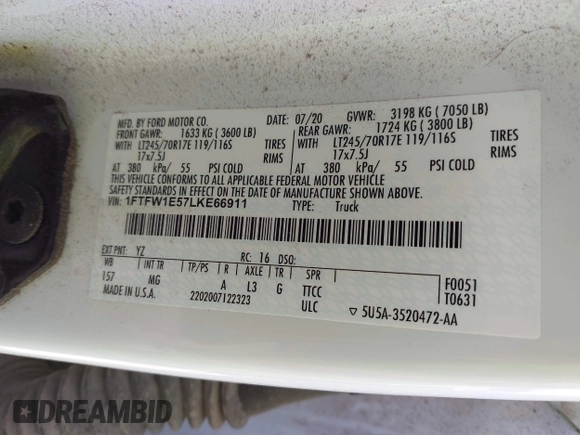 MFD. BY FORD MOTOR CO. DATE: 07/20 GVWR: 3198 KG (7050 LB)
FRONT GAWR: 1633 KG (3600 LB) REAR GAWR: 1724 KG (3800 LB)
WITH LT245/70R17E 119/116S TIRES WITH LT245/70R17E 119/116S TIRES
17x7.5J RIMS 17x7.5J RIMS
AT 380 kPa/ 55 PSI COLD AT 380 kPa/ 55 PSI COLD
THIS VEHICLE CONFORMS TO ALL APPLICABLE FEDERAL MOTOR VEHICLE
SAFETY STANDARDS IN EFFECT ON THE DATE OF MANUFACTURE SHOWN ABOVE.
VIN: 1FTFW1E57LKE66911 TYPE: Truck
EXT PNT: YZ RC: 16 DSO:
WB INT TR TP/PS R AXLE TR SPR
157 MG A L3 G TTCC
ULC
F0051
T0631
MADE IN U.S.A. 2202007122323
▽ 5U5A-3520472-AA
DREAMBID